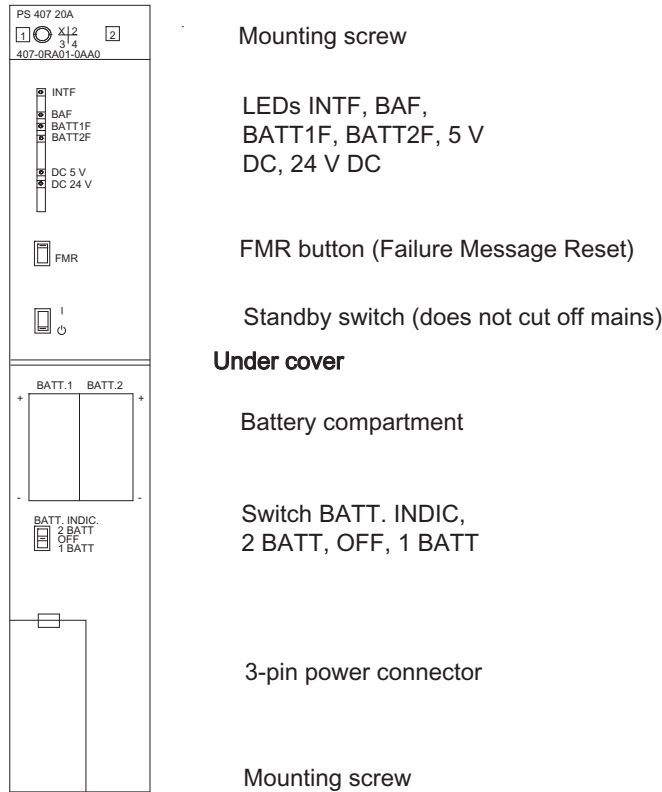 PS 407 20A
1 X 2 3 4 2
407-0RA01-0AA0
Mounting screw
INTF
BAF
BATT1F
BATT2F
DC 5 V
DC 24 V
LEDs INTF, BAF,
BATT1F, BATT2F, 5 V
DC, 24 V DC
FMR
FMR button (Failure Message Reset)
I
Standby switch (does not cut off mains)
Under cover
BATT.1 BATT.2
+ +
Battery compartment
- -
BATT. INDIC.
2 BATT
OFF
1 BATT
Switch BATT. INDIC,
2 BATT, OFF, 1 BATT
3-pin power connector
Mounting screw